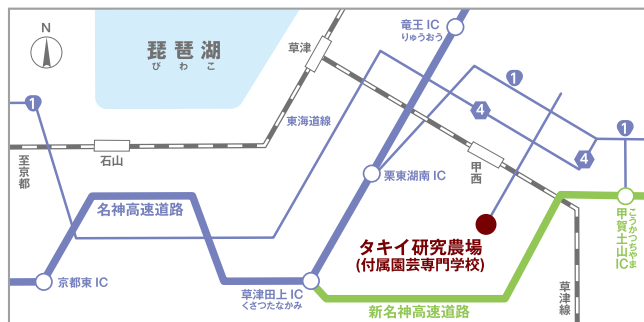 N
琵琶湖
びわこ
草津
竜王 IC
りゅうおう
1
1
4
1
4
東海道線
石山
至京都
甲西
栗東湖南 IC
名神高速道路
タキイ研究農場
(付属園芸専門学校)
甲賀土山IC
こうかつちやま
京都東 IC
草津田上 IC
くさつたなかみ
新名神高速道路
草津線